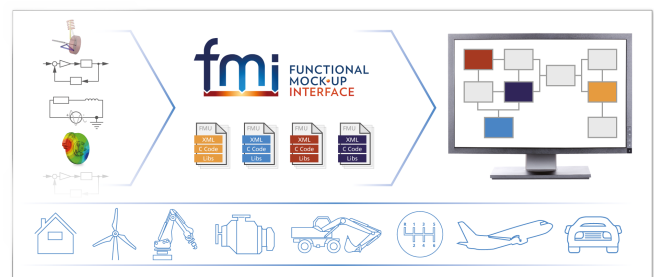 fmi
FUNCTIONAL
MOCK-UP
INTERFACE
FMU
XML
C Code
Libs
FMU
XML
C Code
Libs
FMU
XML
C Code
Libs
FMU
XML
C Code
Libs